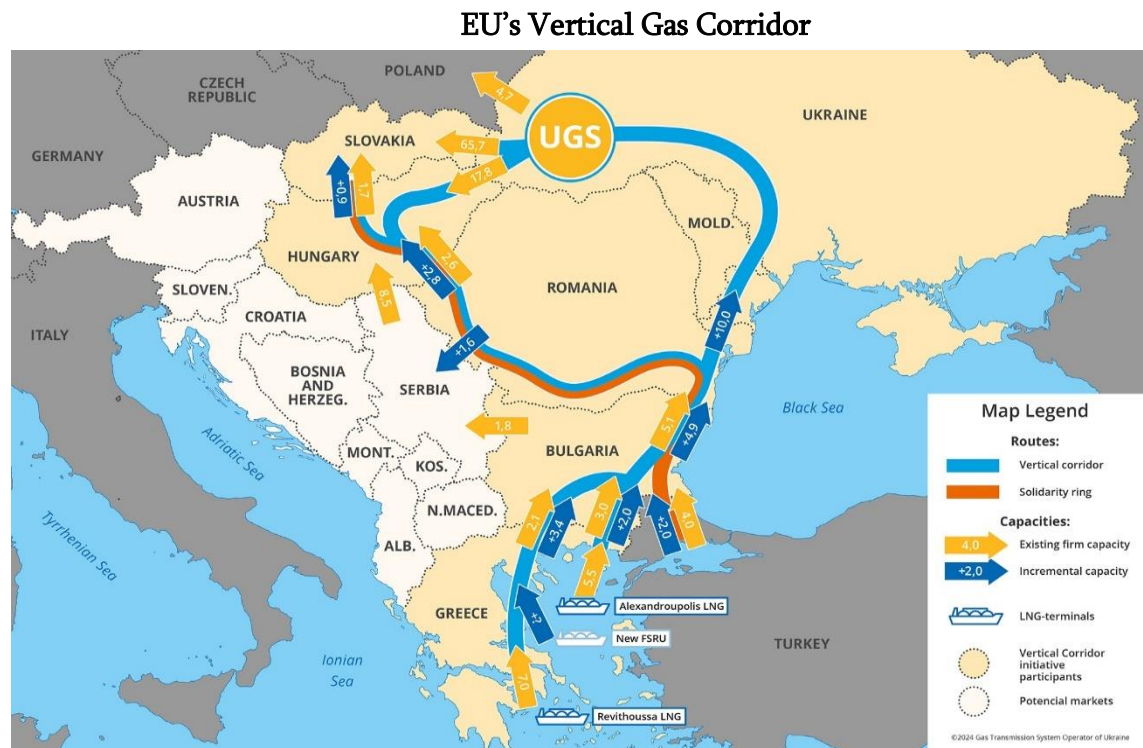 EU's Vertical Gas Corridor
POLAND
CZECH
REPUBLIC
4,7
UGS
UKRAINE
GERMANY
SLOVAKIA
65,7
17,8
+0,9
1,7
AUSTRIA
MOLD.
HUNGARY
2,6
+2,8
8,5
ROMANIA
SLOVEN.
CROATIA
+10,0
ITALY
+1,6
BOSNIA
AND
HERZEG.
SERBIA
Black Sea
1,8
5,1
+4,9
BULGARIA
Adriatic Sea
MONT.
KOS.
N.MACED.
ALB.
2,1
+3,4
3,0
+2,0
+2,0
4,0
Tyrrhenian Sea
5,5
GREECE
+?
Alexandroupolis LNG
New FSRU
TURKEY
Ionian
Sea
7,0
Revithoussa LNG
Map Legend
Routes:
Vertical corridor
Solidarity ring
Capacities:
4,0 Existing firm capacity
+2,0 Incremental capacity
LNG-terminals
Vertical Corridor
initiative
participants
Potencial markets
©2024 Gas Transmission System Operator of Ukraine